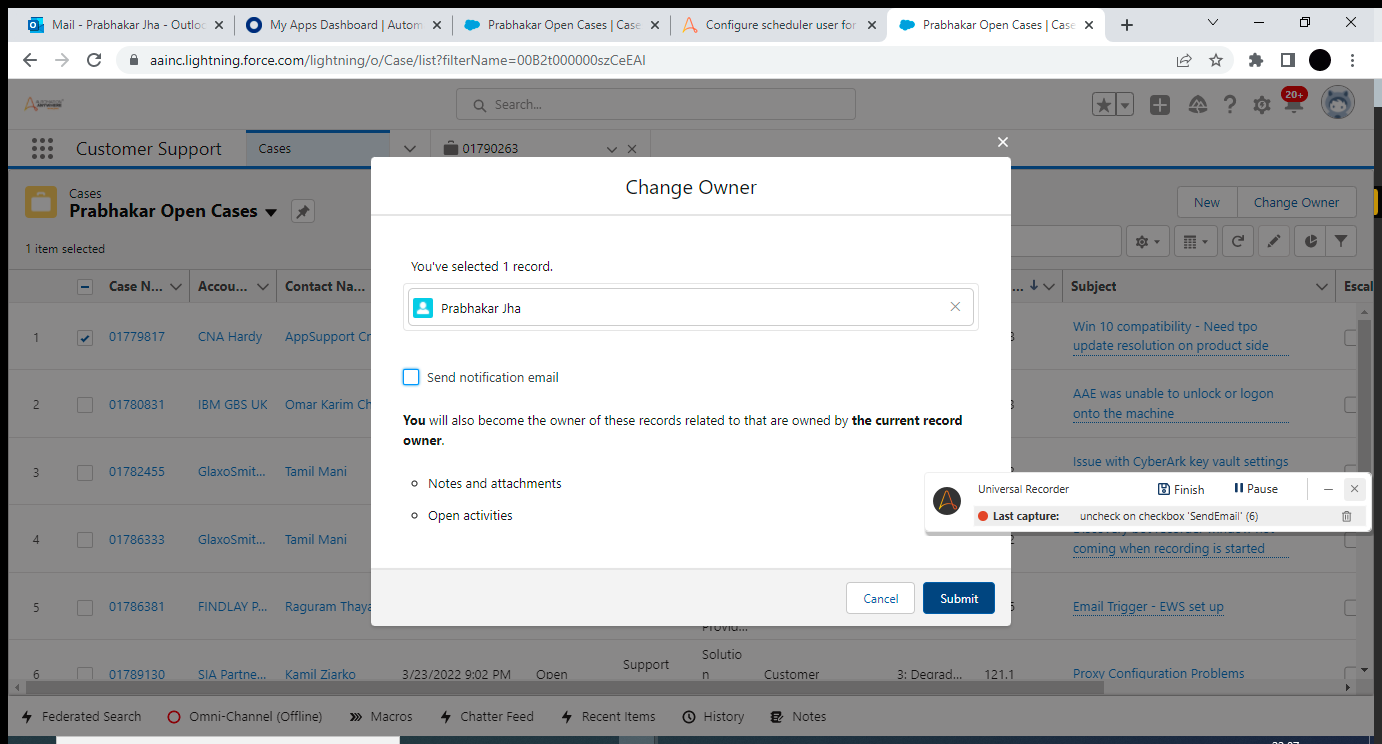 Mail - Prabhakar Jha - Outloo
My Apps Dashboard | Autom
Prabhakar Open Cases | Case
Configure scheduler user for
Prabhakar Open Cases | Case
aainc.lightning.force.com/lightning/o/Case/list?filterName=00B2t000000szCeEAI
Search...
20+
Customer Support
Cases
01790263
Cases
Prabhakar Open Cases
1 item selected
New
Change Owner
Case N...
Accou...
Contact Na...
Subject
Escal
1
01779817
CNA Hardy
AppSupport Cr
Win 10 compatibility - Need tpo
update resolution on product side
2
01780831
IBM GBS UK
Omar Karim Ch
AAE was unable to unlock or logon
onto the machine
3
01782455
GlaxoSmit...
Tamil Mani
Issue with CyberArk key vault settings
4
01786333
GlaxoSmit...
Tamil Mani
coming when recording is started
5
01786381
FINDLAY P...
Raguram Thaya
Provid...
Email Trigger - EWS set up
6
01789130
SIA Partne...
Kamil Ziarko
3/23/2022 9:02 PM
Open
Support
Solutio
n
Customer
3: Degrad...
121.1
Proxy Configuration Problems
Change Owner
You've selected 1 record.
Prabhakar Jha
Send notification email
You will also become the owner of these records related to that are owned by the current record
owner.
Notes and attachments
Open activities
Cancel
Submit
Universal Recorder
Finish
Pause
Last capture:
uncheck on checkbox 'SendEmail' (6)
Federated Search
Omni-Channel (Offline)
Macros
Chatter Feed
Recent Items
History
Notes